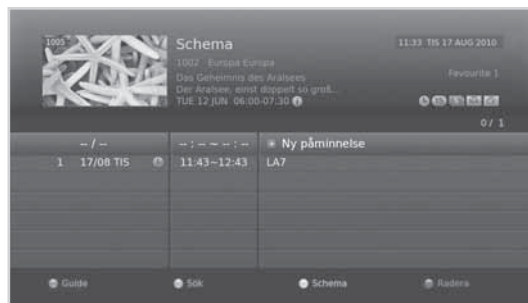 1005
Schema
11:33 TIS 17 AUG 2010
1002 Europa Europa
Favourite 1
Das Geheimnis des Aralsees
Der Aralsee, einst doppelt so groß...
TUE 12 JUN 06:00-07:30
0/ 1
-- / -- -- : -- ~ -- : -- Ny påminnelse
1 17/08 TIS 11:43~12:43 LA7
Guide Sök Schema Radera